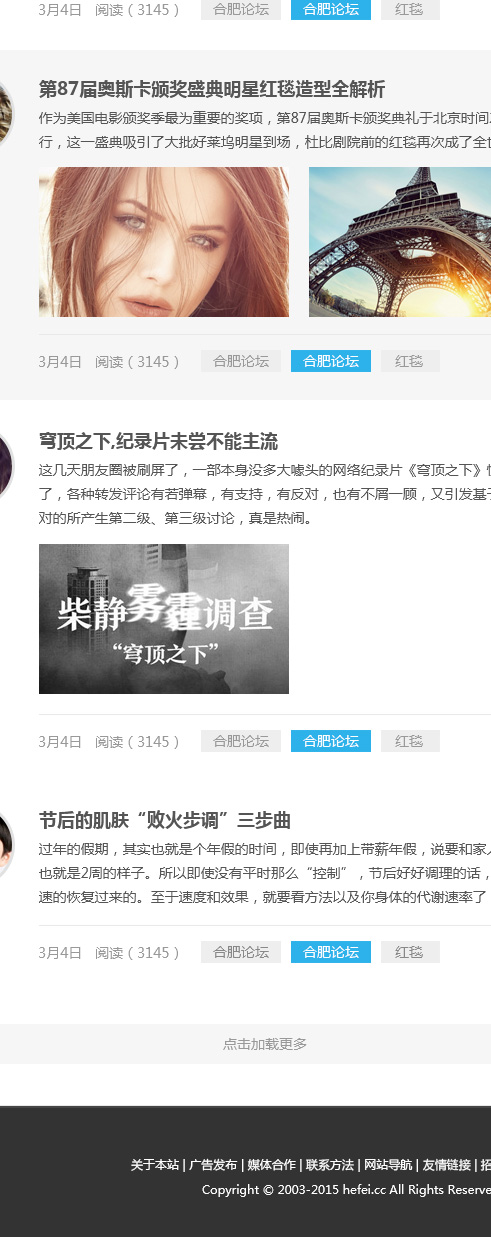 3月4日 阅读（3145） 合肥论坛 合肥论坛 红毯
第87届奥斯卡颁奖盛典明星红毯造型全解析
作为美国电影颁奖季最为重要的奖项，第87届奥斯卡颁奖典礼于北京时间
行，这一盛典吸引了大批好莱坞明星到场，杜比剧院前的红毯再次成了全
3月4日 阅读（3145） 合肥论坛 合肥论坛 红毯
穹顶之下,纪录片未尝不能主流
这几天朋友圈被刷屏了，一部本身没多大噱头的网络纪录片《穹顶之下》
了，各种转发评论有若弹幕，有支持，有反对，也有不屑一顾，又引发基于
对的所产生第二级、第三级讨论，真是热闹。
柴静雾霾调查
“穹顶之下”
3月4日 阅读（3145） 合肥论坛 合肥论坛 红毯
节后的肌肤“败火步调”三步曲
过年的假期，其实也就是个年假的时间，即使再加上带薪年假，说要和家人
也就是2周的样子。所以即使没有平时那么“控制”，节后好好调理的话，
速的恢复过来的。至于速度和效果，就要看方法以及你身体的代谢速率了
3月4日 阅读（3145） 合肥论坛 合肥论坛 红毯
点击加载更多
关于本站 | 广告发布 | 媒体合作 | 联系方法 | 网站导航 | 友情链接 | 招
Copyright © 2003-2015 hefei.cc All Rights Reserve